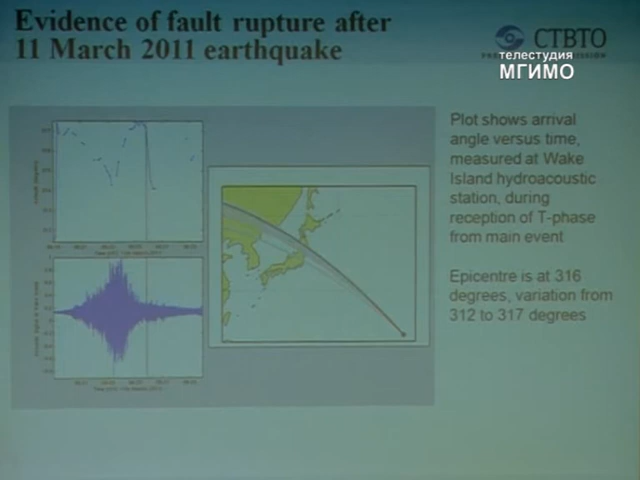 Evidence of fault rupture after
11 March 2011 earthquake
CTBTO
телестудия
МГИМО
Plot shows arrival
angle versus time,
measured at Wake
Island hydroacoustic
station, during
reception of T-phase
from main event
Epicentre is at 316
degrees, variation from
312 to 317 degrees